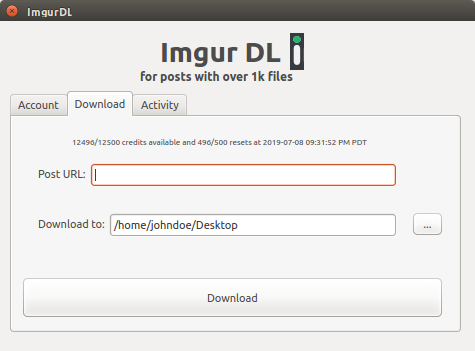 ImgurDL
Imgur DL
for posts with over 1k files
Account Download Activity
12496/12500 credits available and 496/500 resets at 2019-07-08 09:31:52 PM PDT
Post URL:
Download to: /home/johndoe/Desktop ...
Download